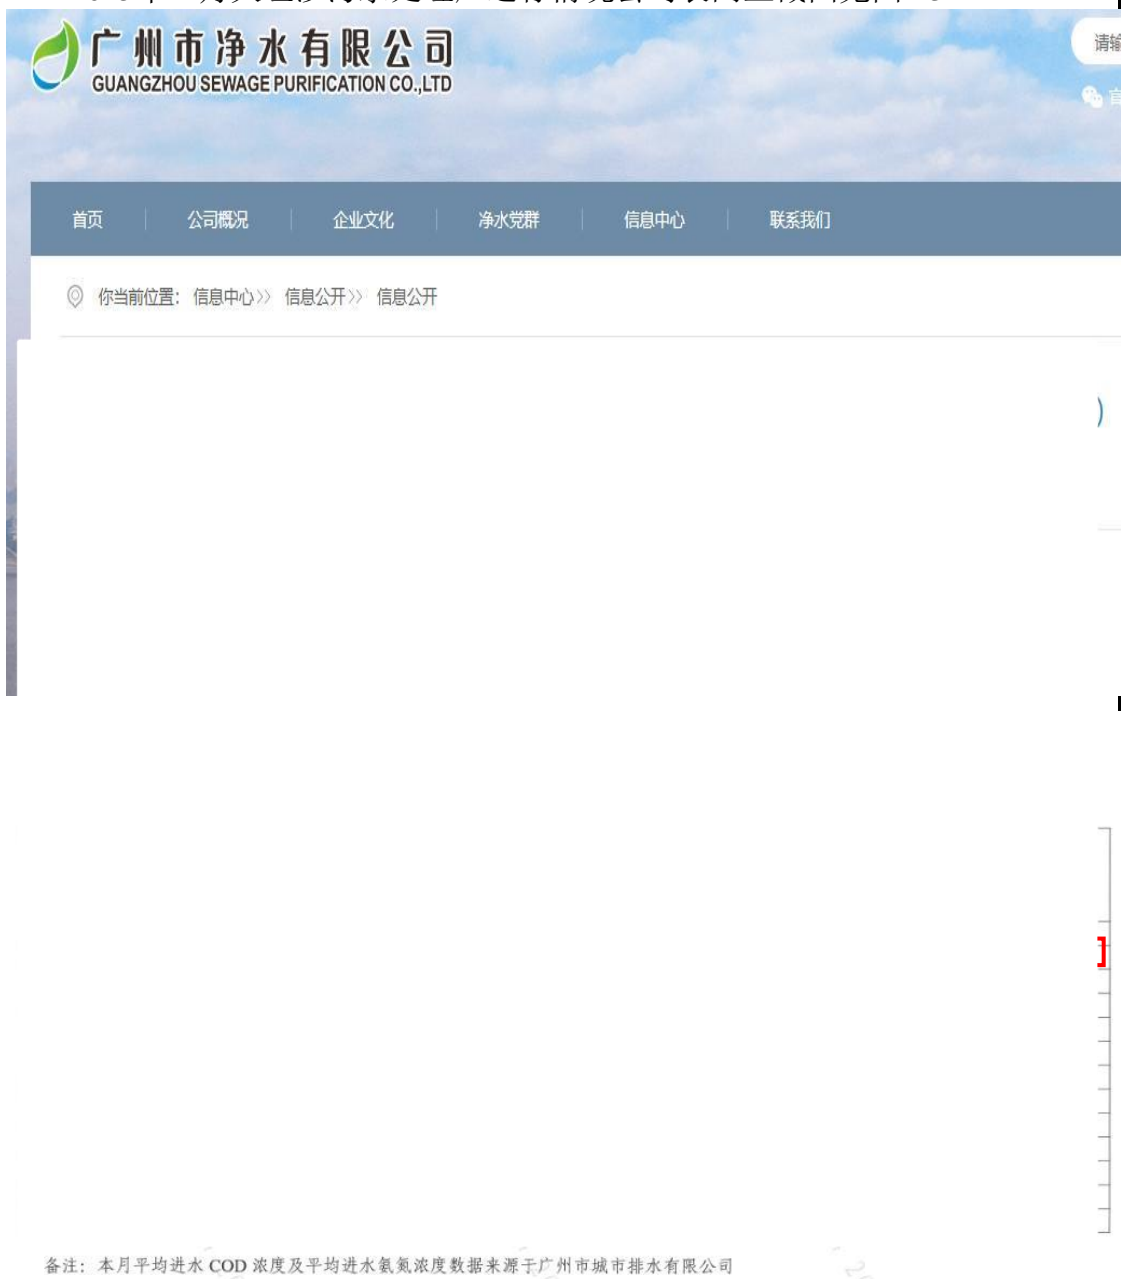 广州市净水有限公司
GUANGZHOU SEWAGE PURIFICATION CO.,LTD
请输
官
首页 公司概况 企业文化 净水党群 信息中心 联系我们
你当前位置： 信息中心>> 信息公开>> 信息公开
)
]
备注：本月平均进水 COD 浓度及平均进水氨氮浓度数据来源于广州市城市排水有限公司